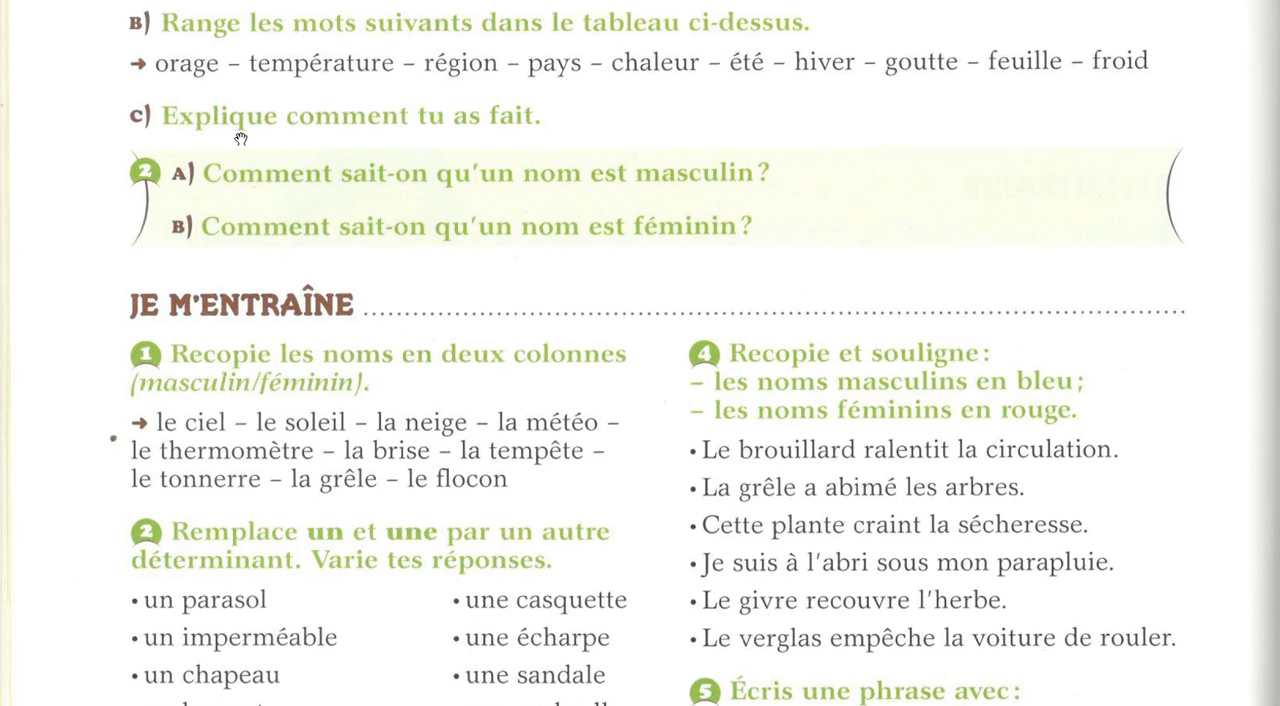 B) Range les mots suivants dans le tableau ci-dessus.
➜ orage – température – région – pays – chaleur – été – hiver – goutte – feuille – froid
C) Explique comment tu as fait.
2 A) Comment sait-on qu'un nom est masculin ?
B) Comment sait-on qu'un nom est féminin ?
JE M'ENTRAÎNE
1 Recopie les noms en deux colonnes
(masculin/féminin).
➜ le ciel – le soleil – la neige – la météo –
le thermomètre – la brise – la tempête –
le tonnerre – la grêle – le flocon
2 Remplace un et une par un autre
déterminant. Varie tes réponses.
• un parasol
• un imperméable
• un chapeau
• une casquette
• une écharpe
• une sandale
4 Recopie et souligne :
– les noms masculins en bleu ;
– les noms féminins en rouge.
• Le brouillard ralentit la circulation.
• La grêle a abimé les arbres.
• Cette plante craint la sécheresse.
• Je suis à l'abri sous mon parapluie.
• Le givre recouvre l'herbe.
• Le verglas empêche la voiture de rouler.
5 Écris une phrase avec :